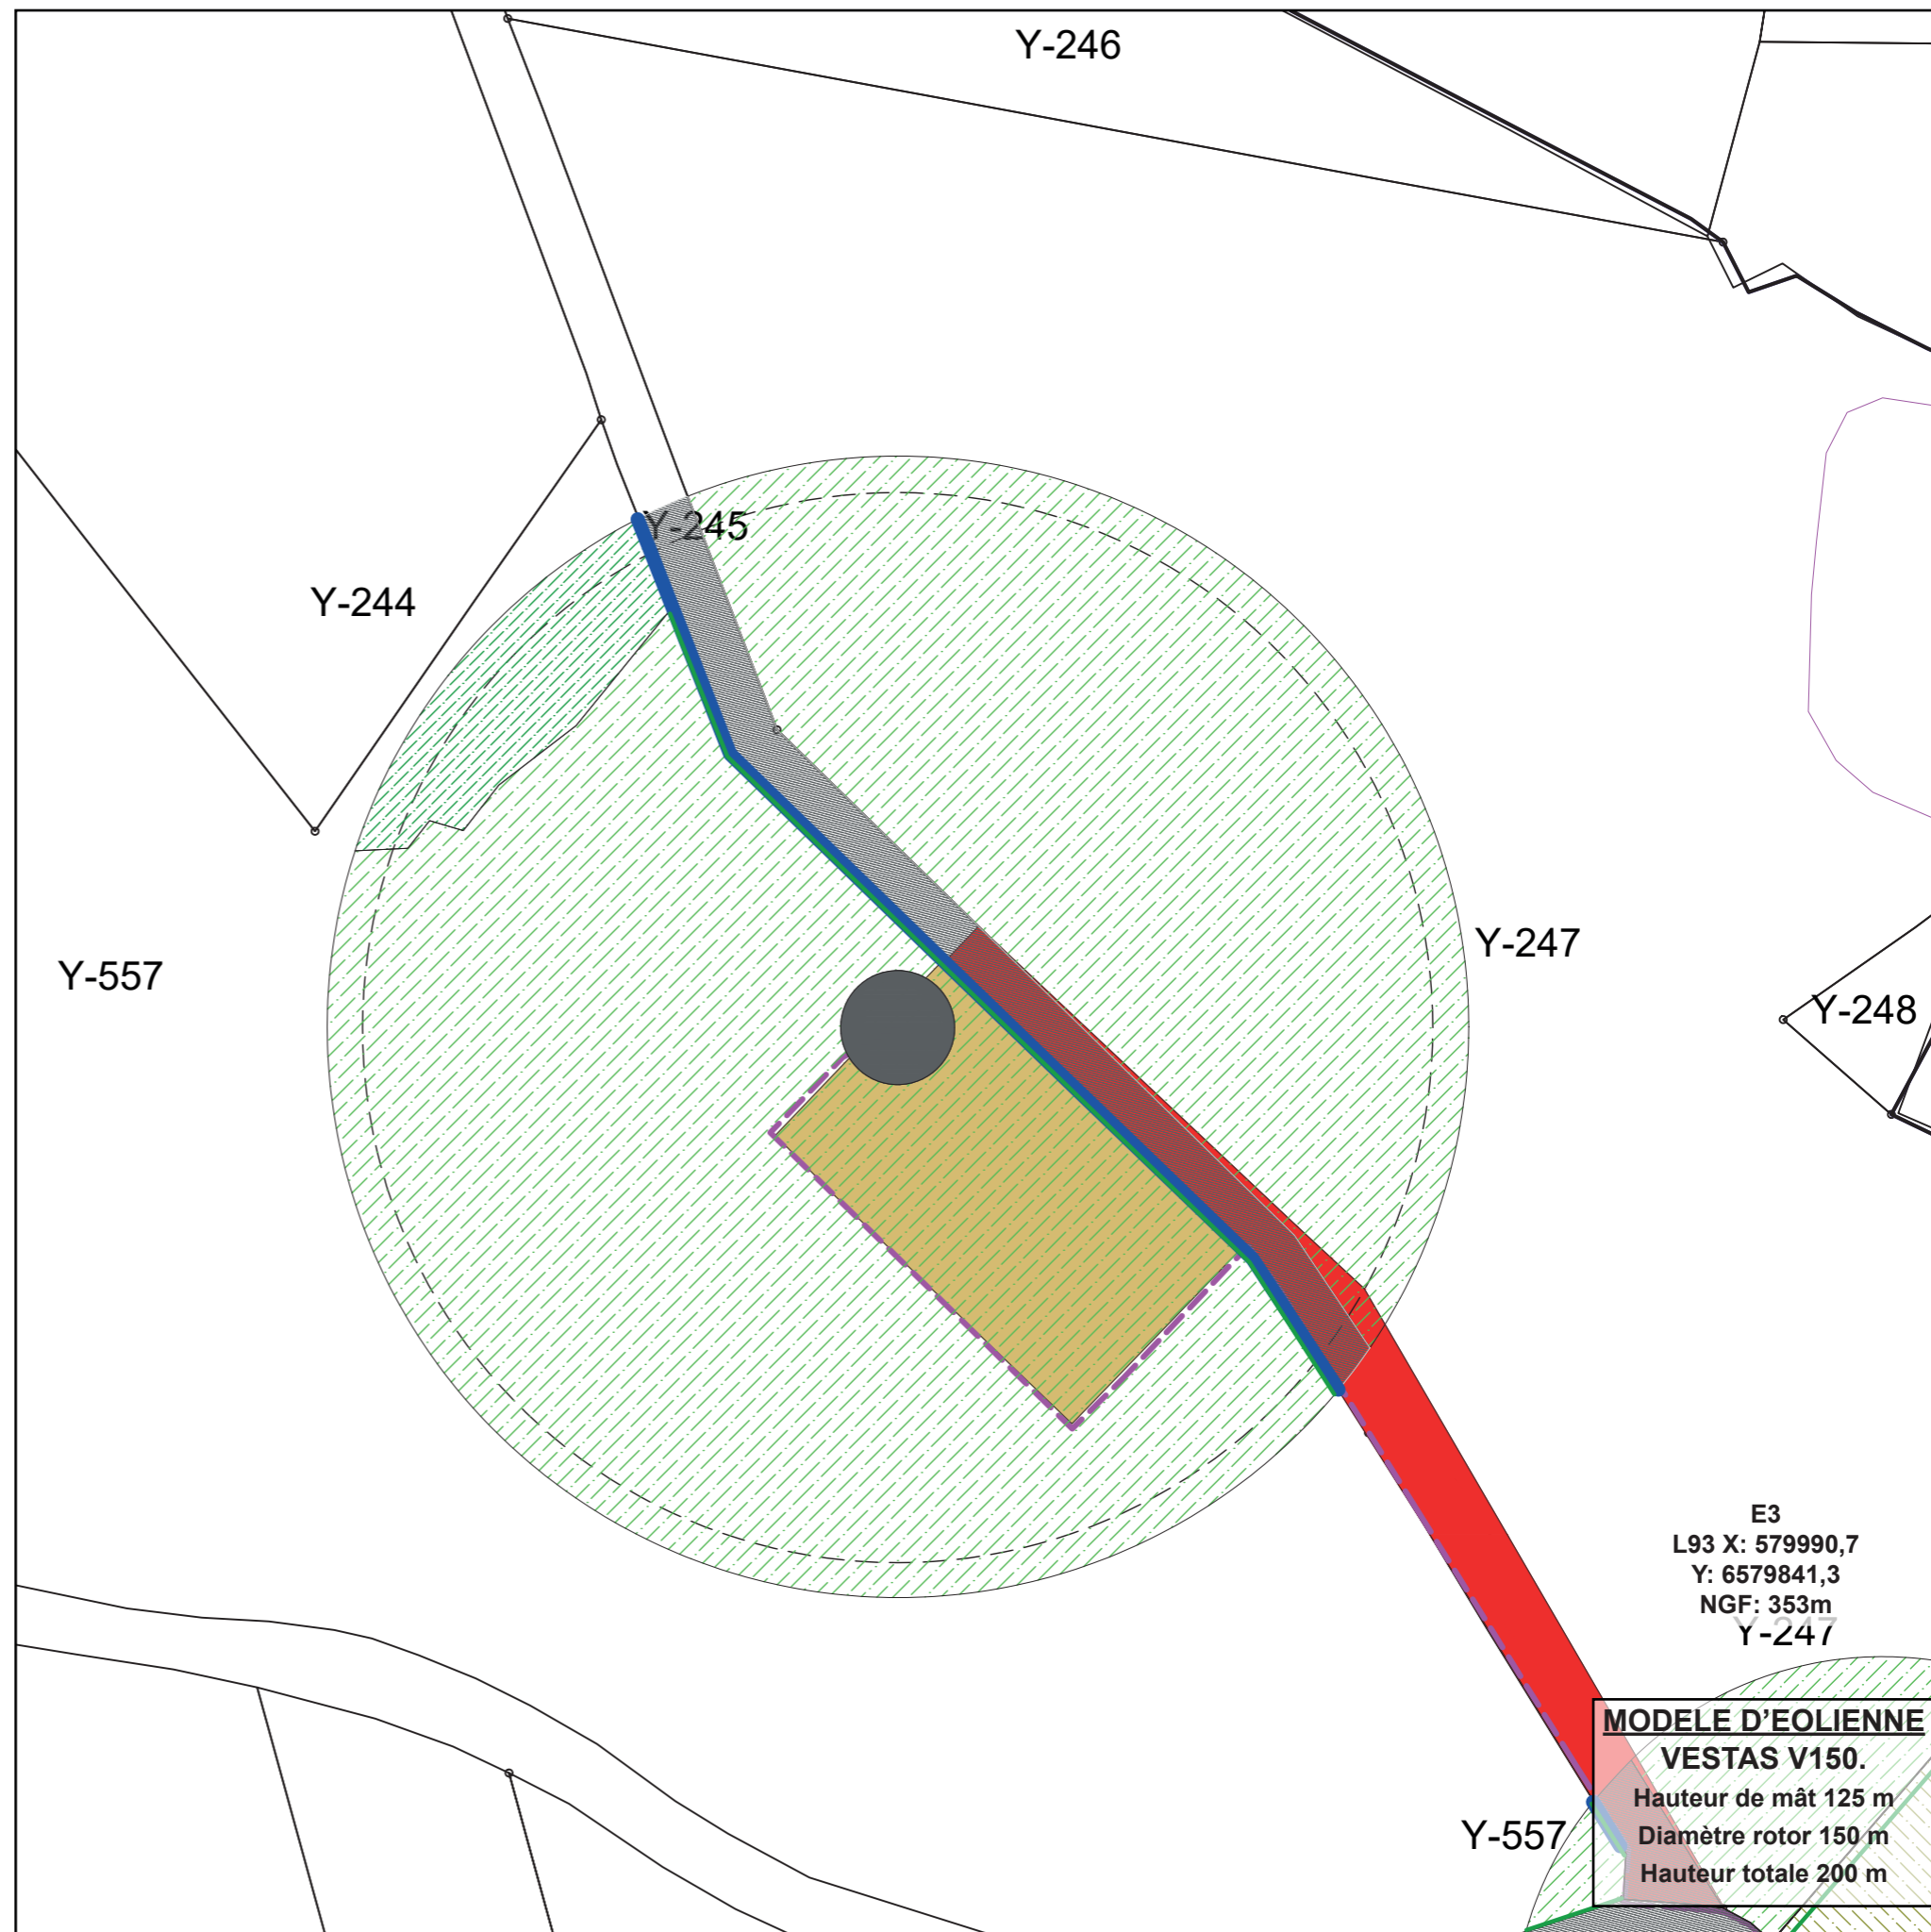 Y-246
Y-245
Y-244
Y-247
Y-557
Y-248
E3
L93 X: 579990,7
Y: 6579841,3
NGF: 353m
Y-247
MODELE D'EOLIENNE
VESTAS V150.
Hauteur de mât 125 m
Y-557
Diamètre rotor 150 m
Hauteur totale 200 m